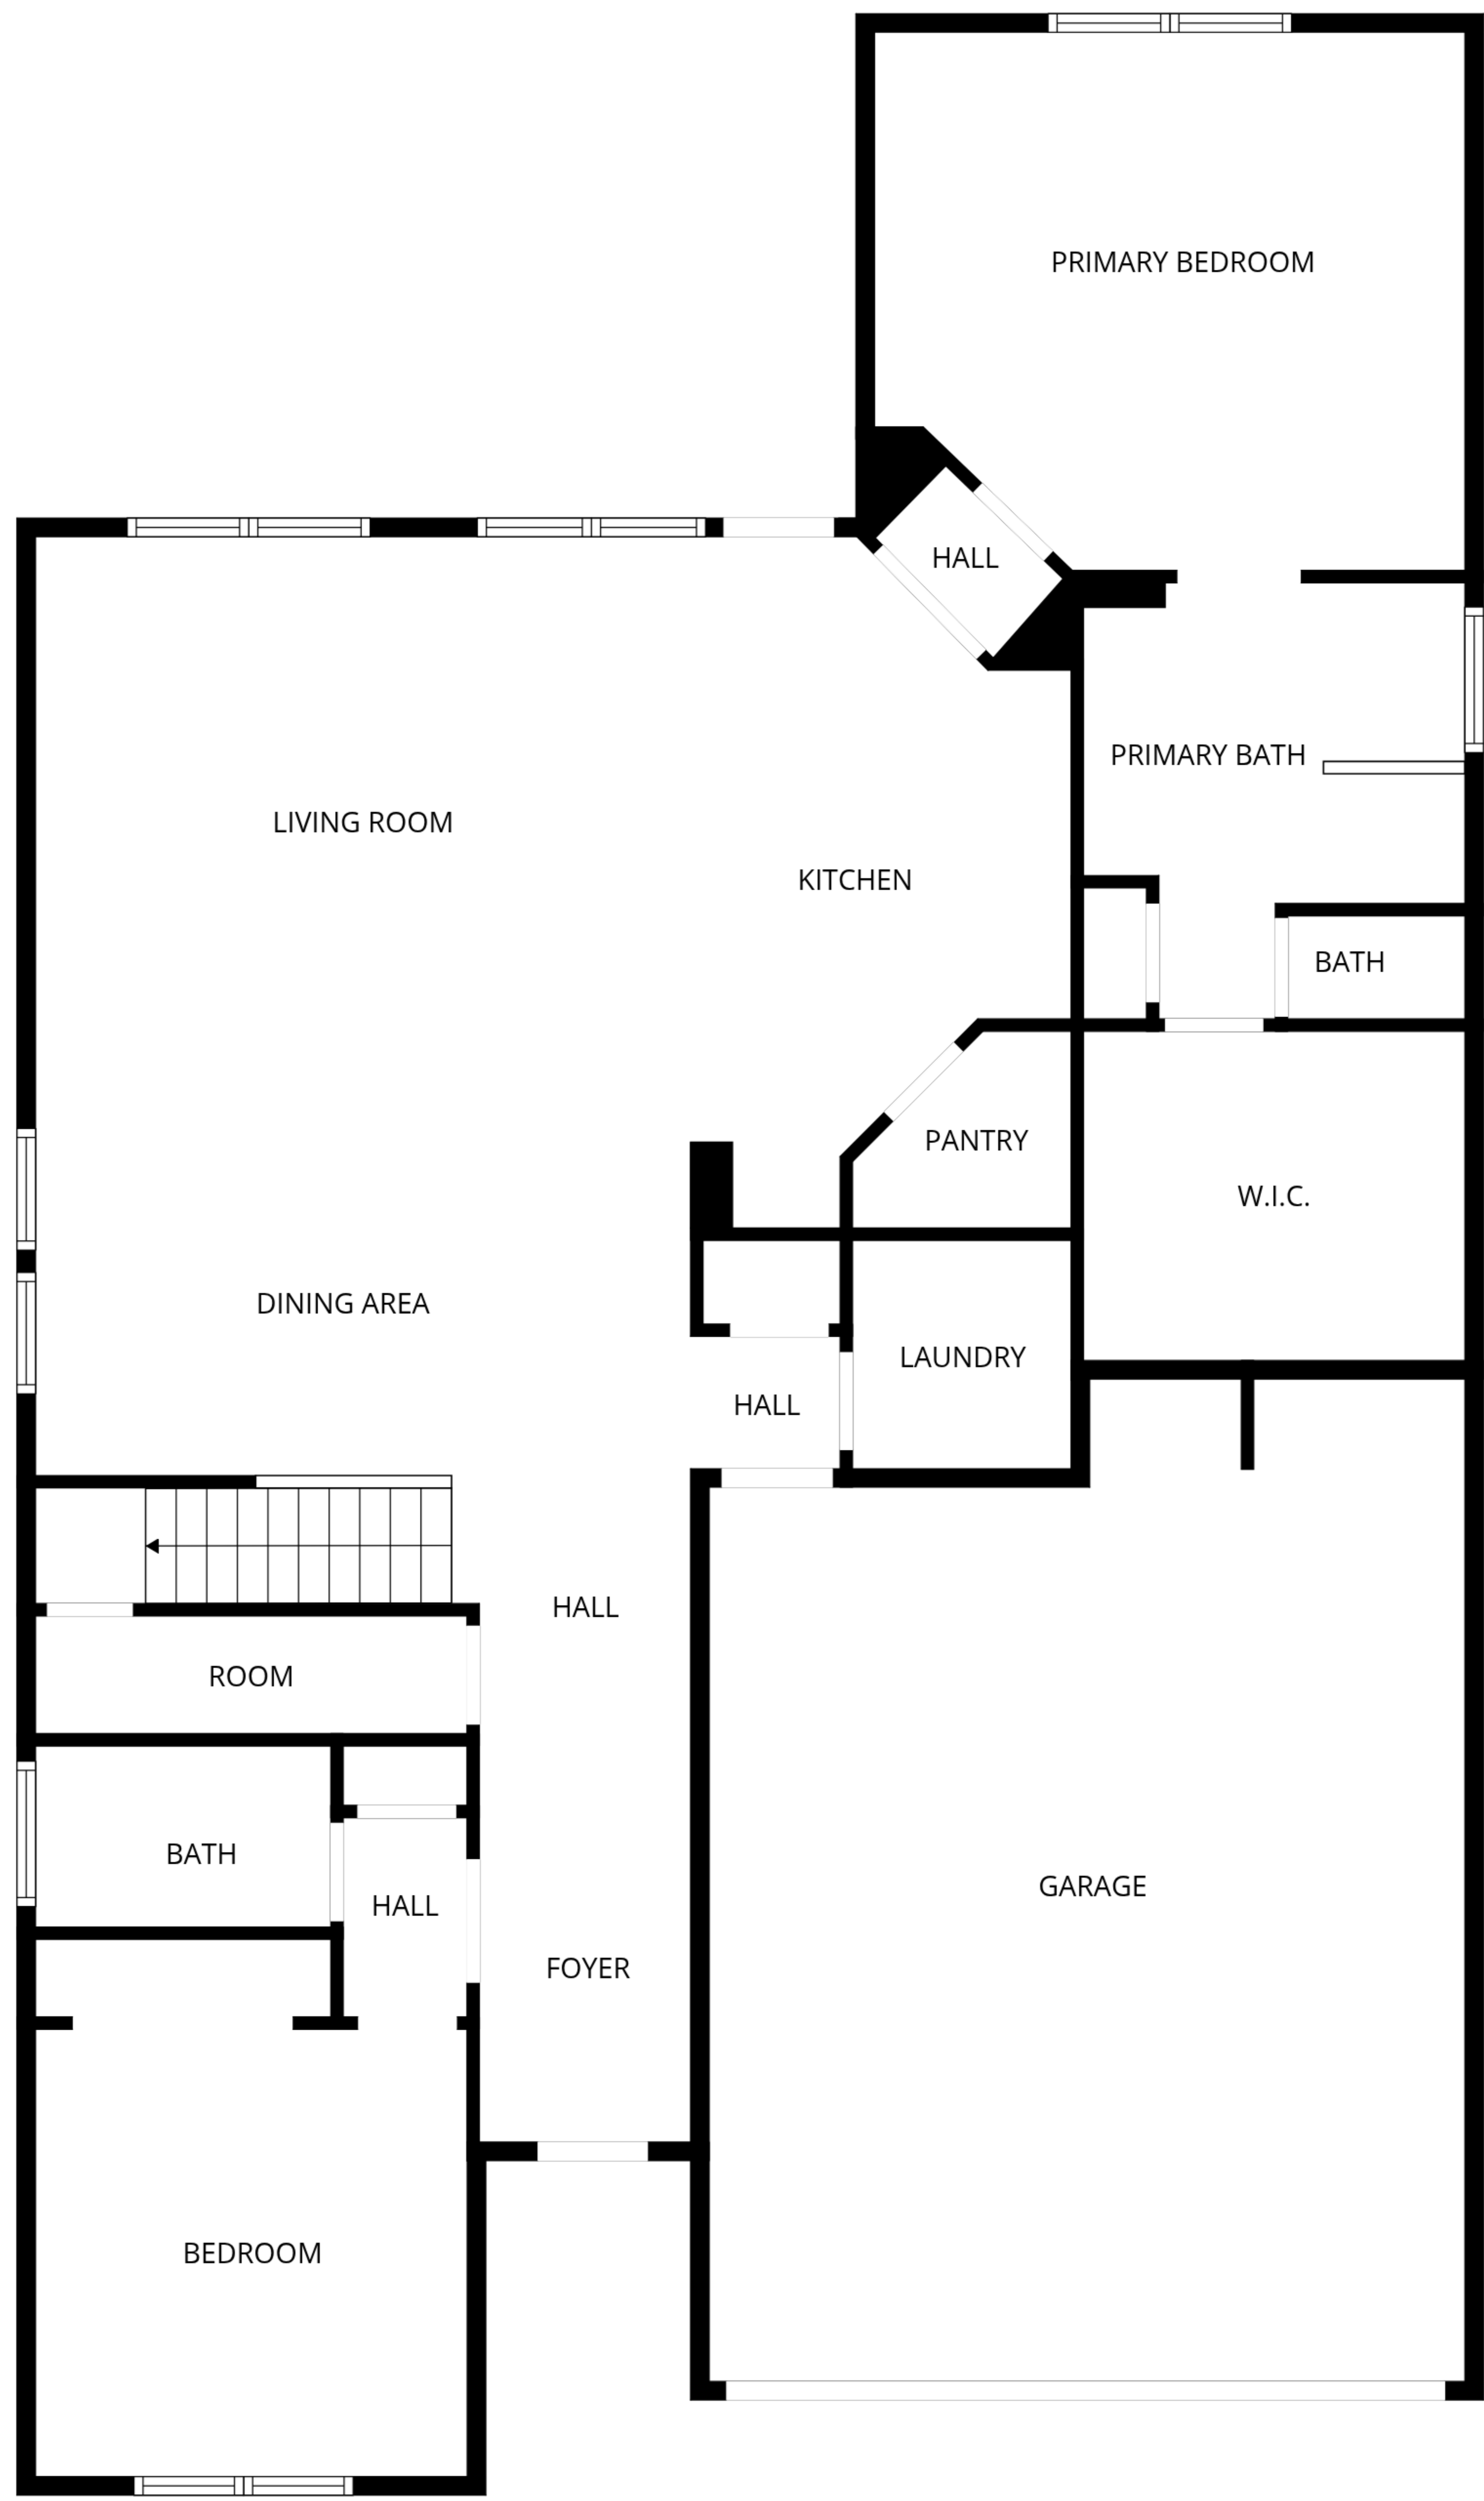 PRIMARY BEDROOM
HALL
PRIMARY BATH
LIVING ROOM
KITCHEN
BATH
PANTRY
W.I.C.
DINING AREA
LAUNDRY
HALL
HALL
ROOM
BATH
GARAGE
HALL
FOYER
BEDROOM